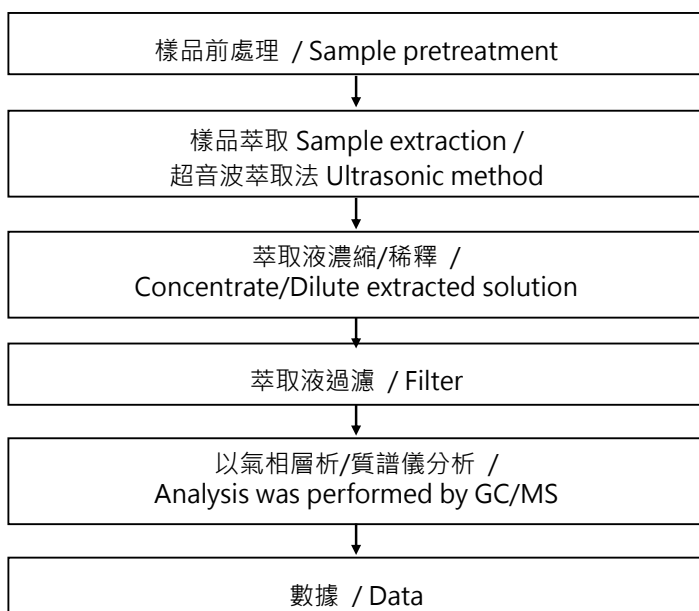 樣品前處理 / Sample pretreatment
樣品萃取 Sample extraction /
超音波萃取法 Ultrasonic method
萃取液濃縮/稀釋 /
Concentrate/Dilute extracted solution
萃取液過濾 / Filter
以氣相層析/質譜儀分析 /
Analysis was performed by GC/MS
數據 / Data